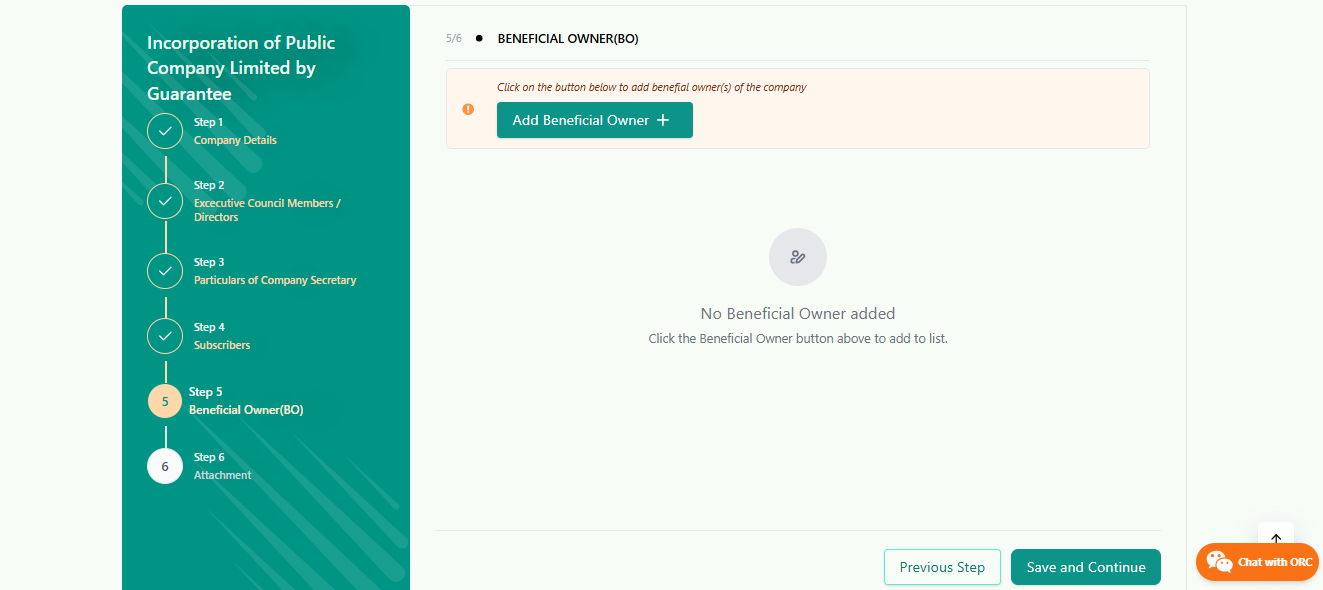 Incorporation of Public
Company Limited by
Guarantee
Step 1
Company Details
Step 2
Excecutive Council Members /
Directors
Step 3
Particulars of Company Secretary
Step 4
Subscribers
5
Step 5
Beneficial Owner(BO)
6
Step 6
Attachment
5/6 ● BENEFICIAL OWNER(BO)
Click on the button below to add benefial owner(s) of the company
Add Beneficial Owner +
No Beneficial Owner added
Click the Beneficial Owner button above to add to list.
Previous Step
Save and Continue
Chat with ORC